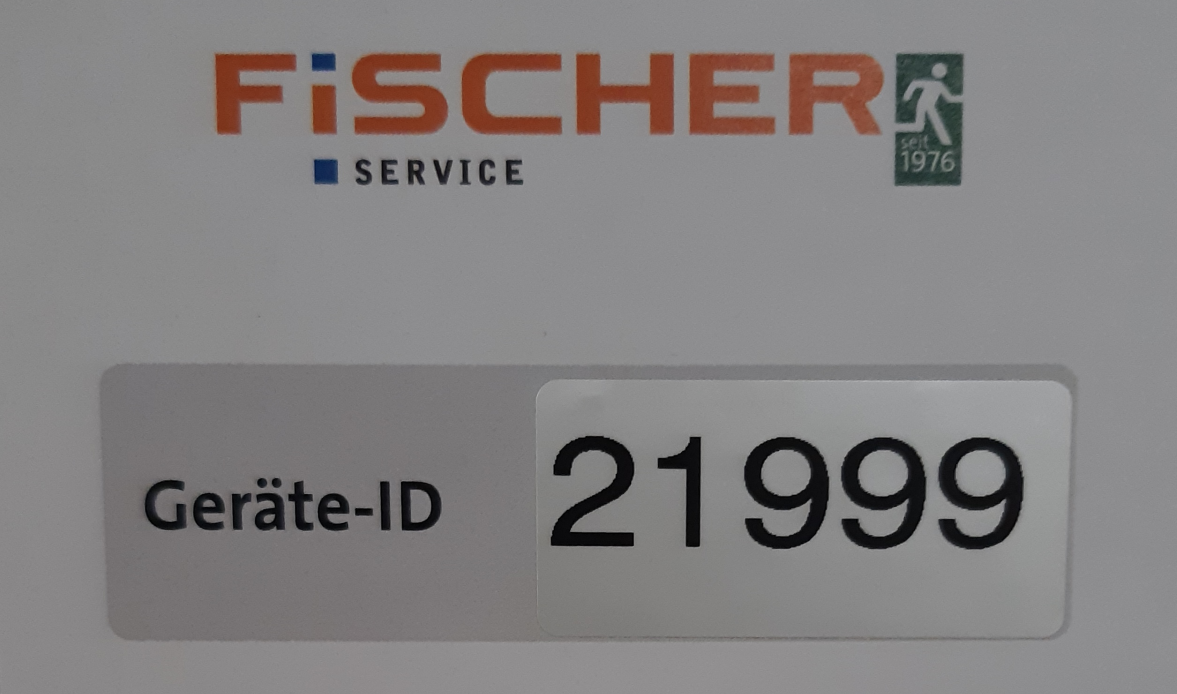 FiSCHER
seit
1976
SERVICE
Geräte-ID 21999